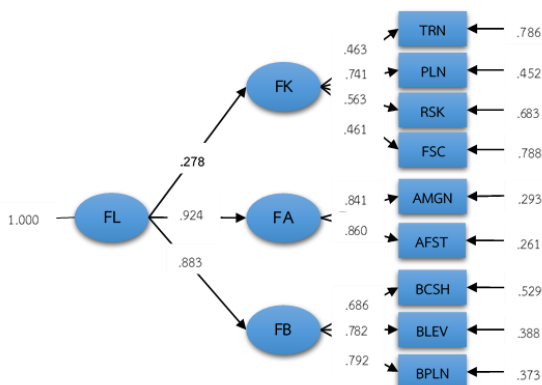 TRN
.786
.463
.741
PLN
.452
FK
.563
RSK
.683
.461
FSC
.788
.278
1.000
FL
.924
FA
.841
AMGN
.293
.860
AFST
.261
.883
.686
BCSH
.529
FB
.782
BLEV
.388
.792
BPLN
.373